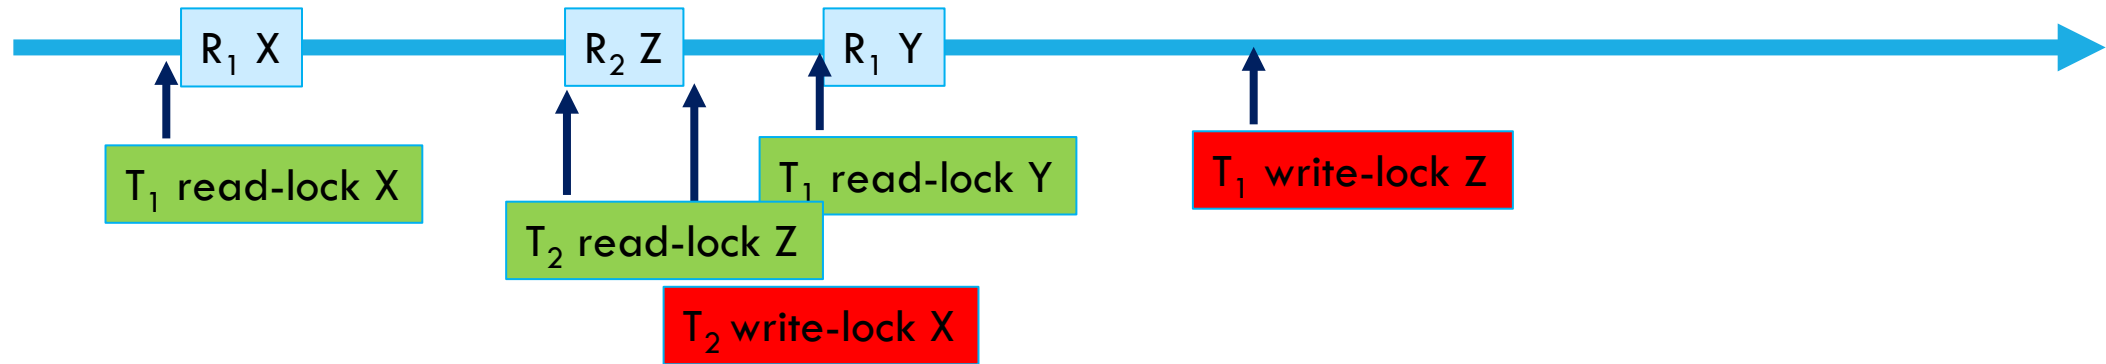 R₁ X
R₂ Z
R₁ Y
T₁ read-lock X
T₂ read-lock Z
T₂ write-lock X
T₁ read-lock Y
T₁ write-lock Z